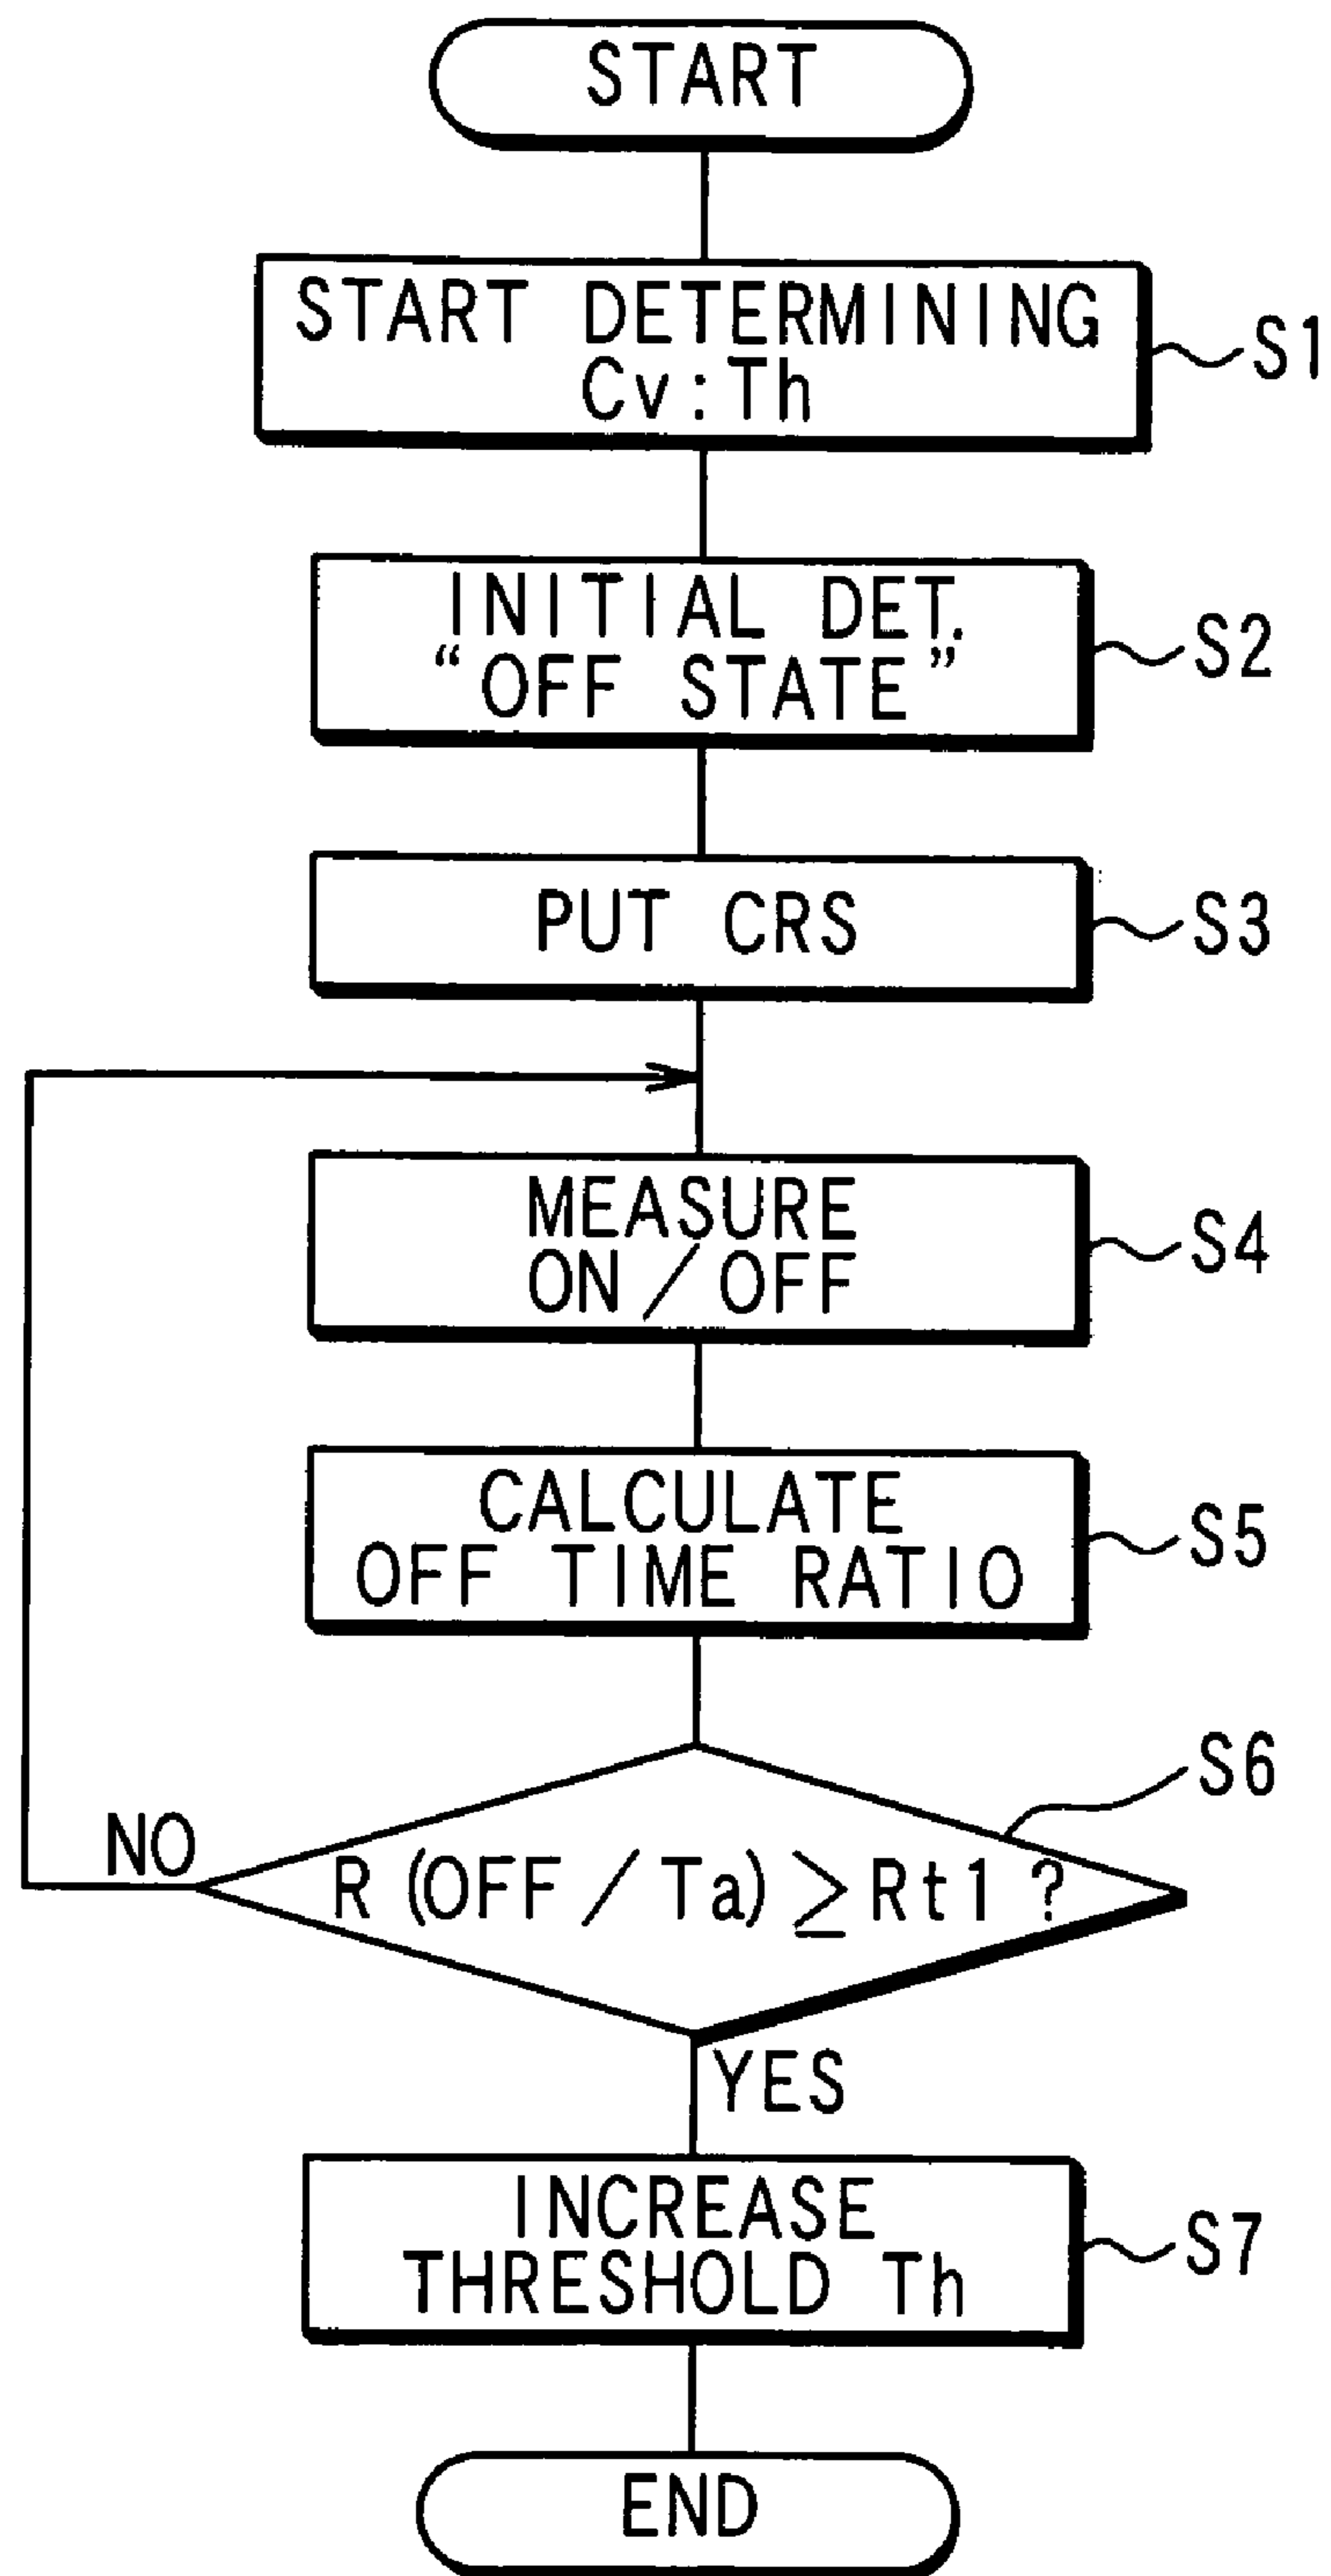 START
START DETERMINING
Cv:Th
S1
INITIAL DET.
“OFF STATE”
S2
PUT CRS
S3
MEASURE
ON/OFF
S4
CALCULATE
OFF TIME RATIO
S5
S6
NO
R (OFF/Ta) ≥ Rt1 ?
YES
INCREASE
THRESHOLD Th
S7
END